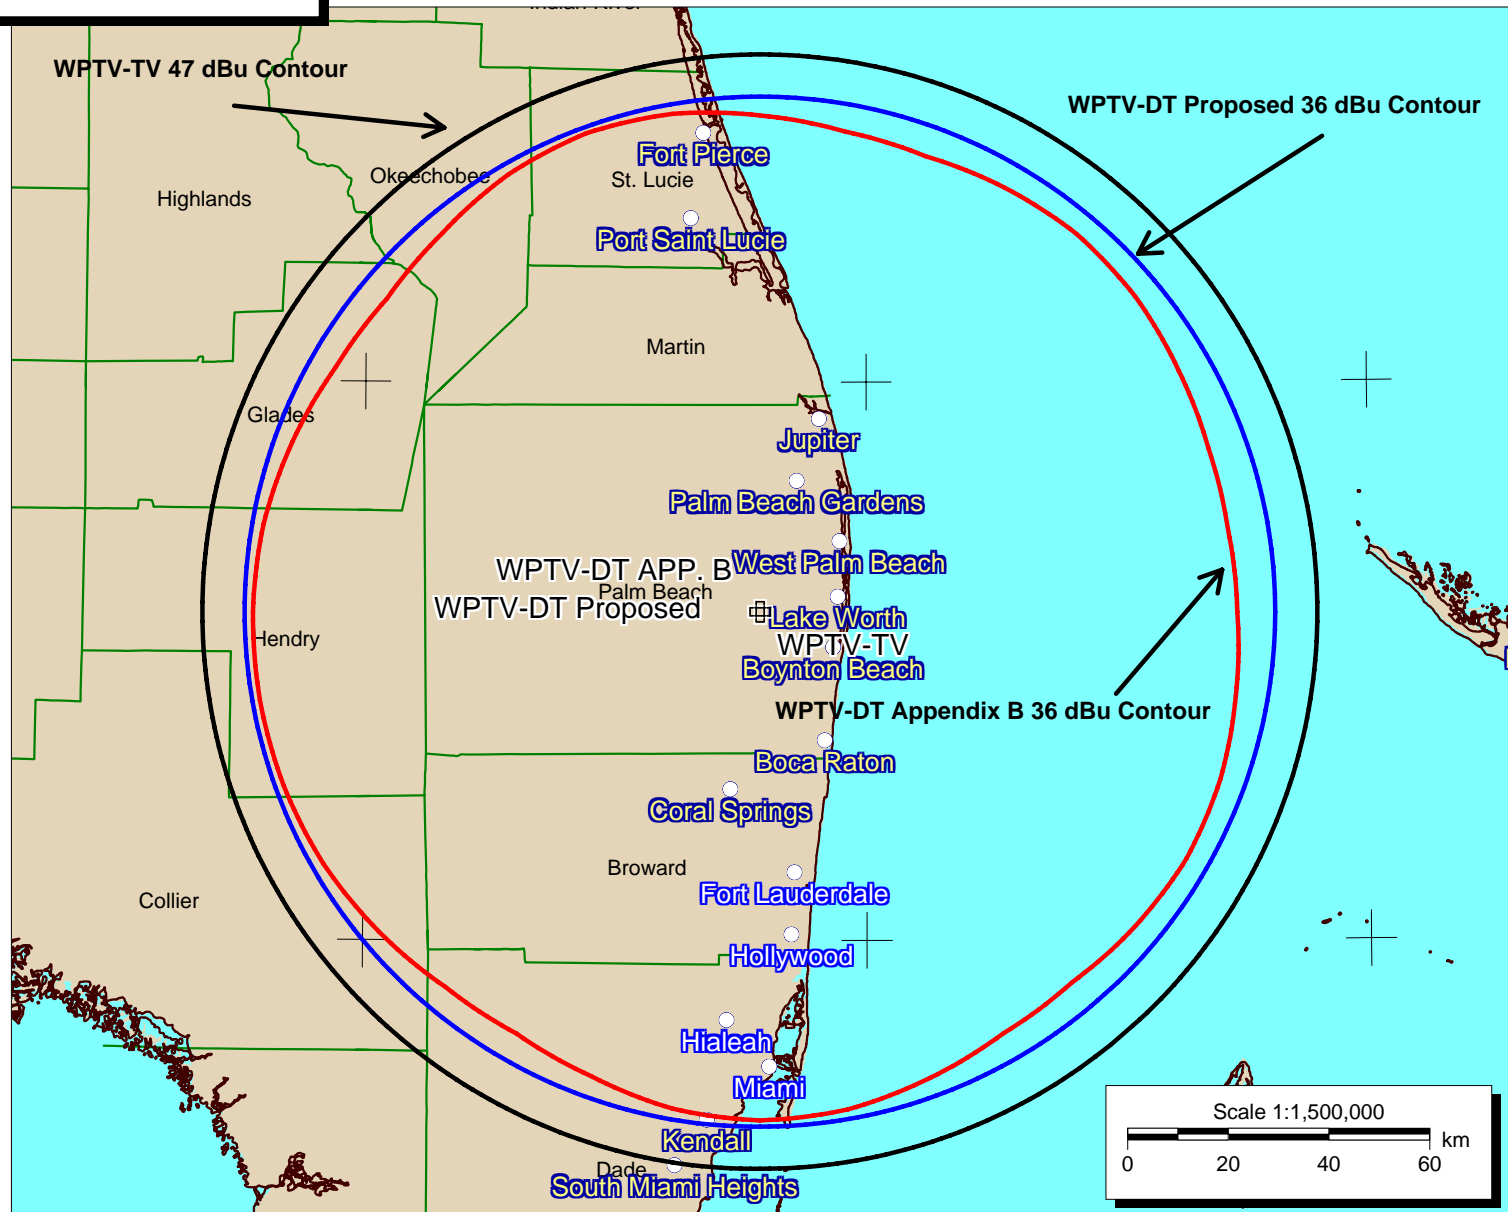 Indian River
WPTV-TV 47 dBu Contour
WPTV-DT Proposed 36 dBu Contour
Fort Pierce
Okeechobee
St. Lucie
Highlands
Port Saint Lucie
Martin
Glades
Jupiter
Palm Beach Gardens
WPTV-DT APP. B
West Palm Beach
Palm Beach
WPTV-DT Proposed
Lake Worth
Hendry
WPTV-TV
Boynton Beach
WPTV-DT Appendix B 36 dBu Contour
Boca Raton
Coral Springs
Broward
Fort Lauderdale
Collier
Hollywood
Hialeah
Miami
Kendall
Dade
South Miami Heights
Scale 1:1,500,000
km
0 20 40 60